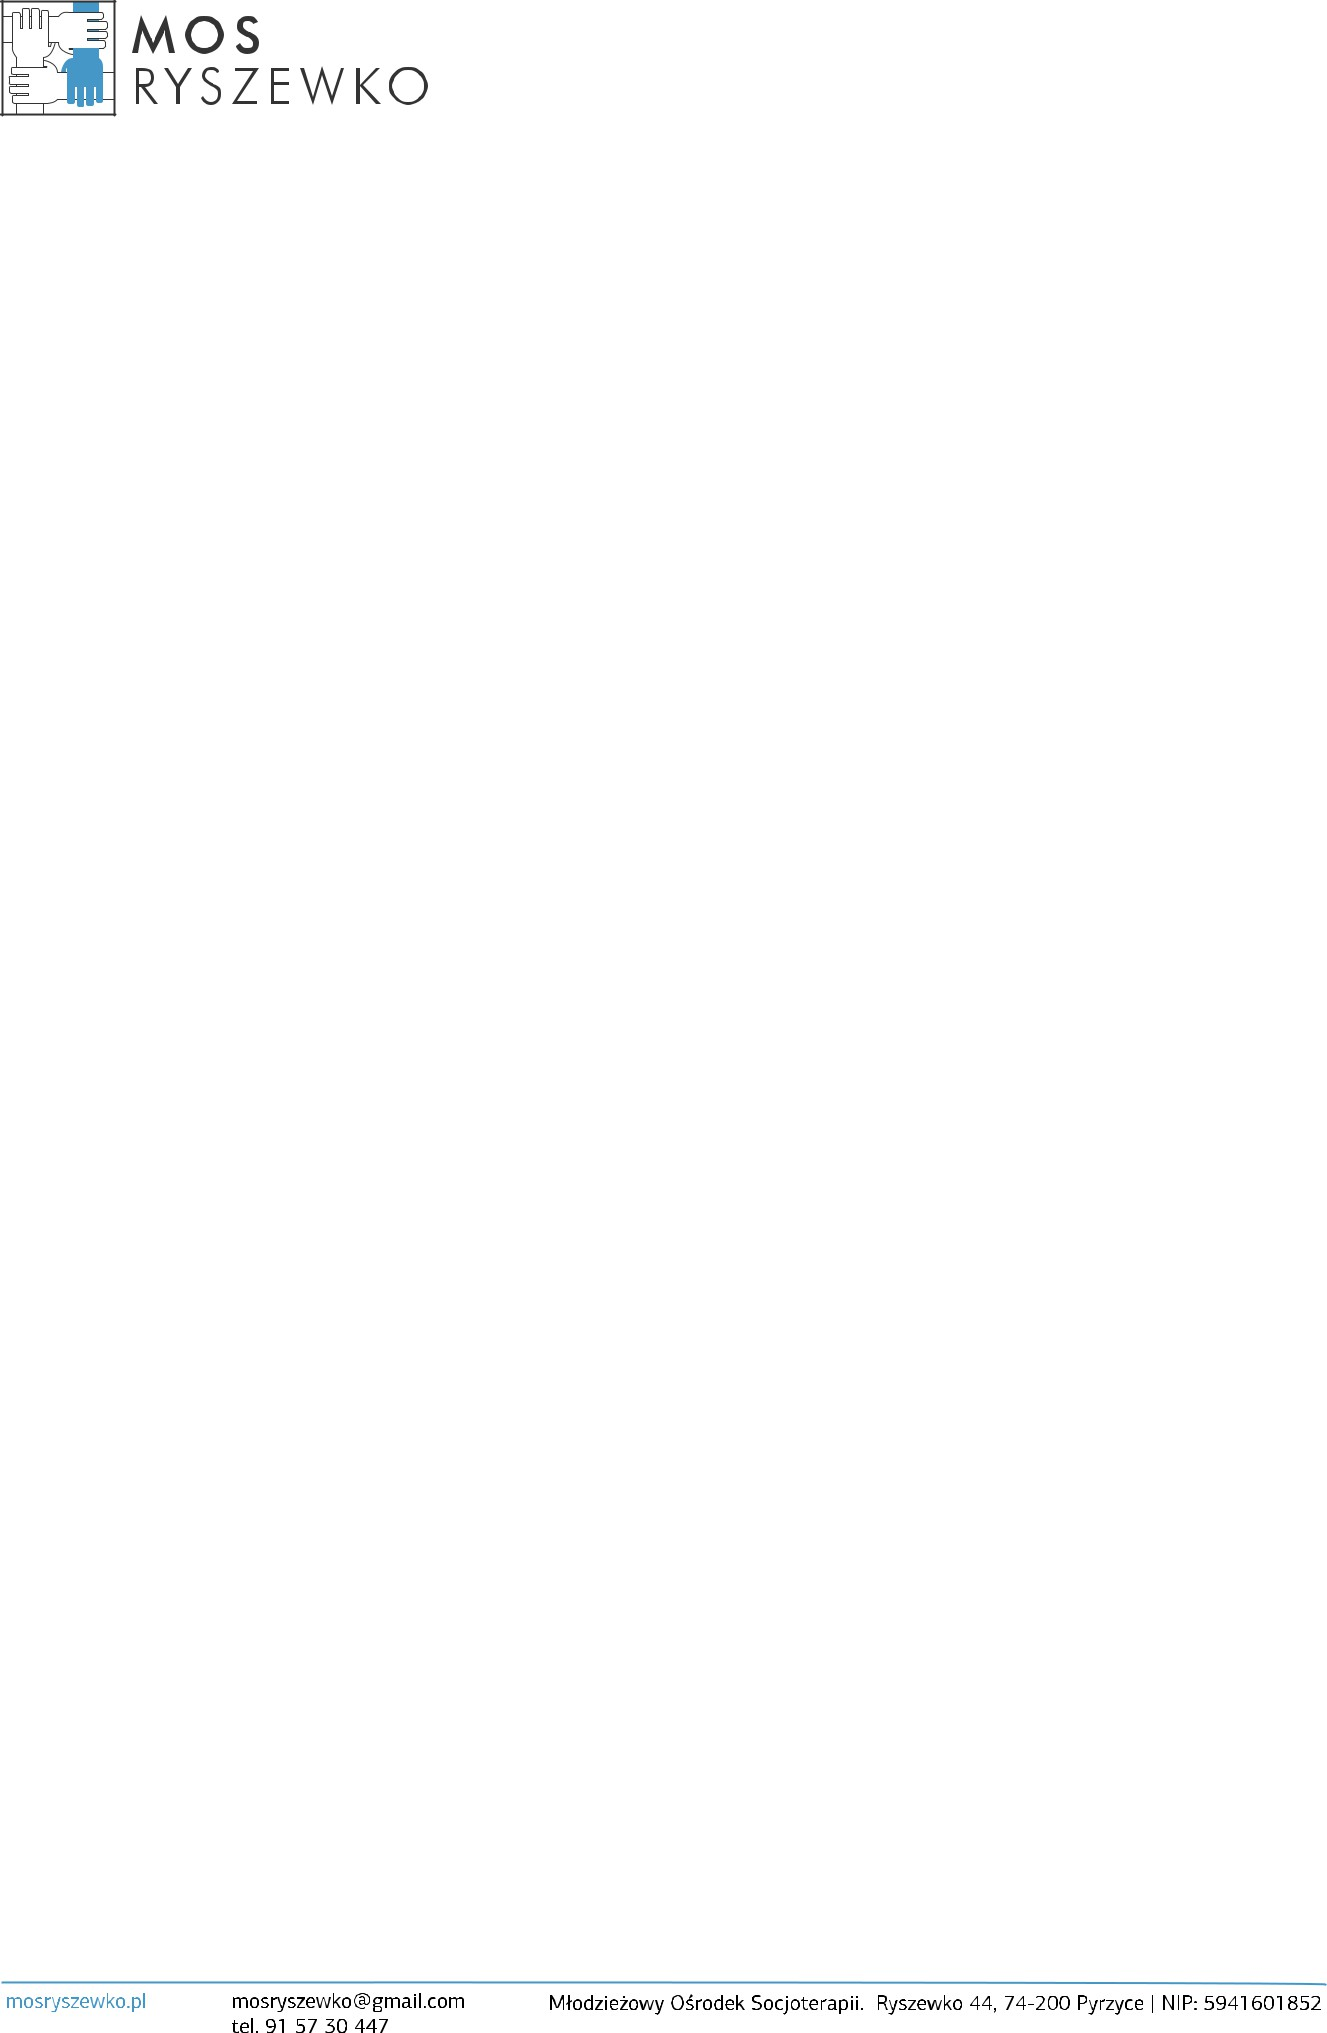 MOS
RYSZEWKO
mosryszewko.pl
mosryszewko@gmail.com
tel. 91 57 30 447
Młodzieżowy Ośrodek Socjoterapii. Ryszewko 44, 74-200 Pyrzyce | NIP: 5941601852